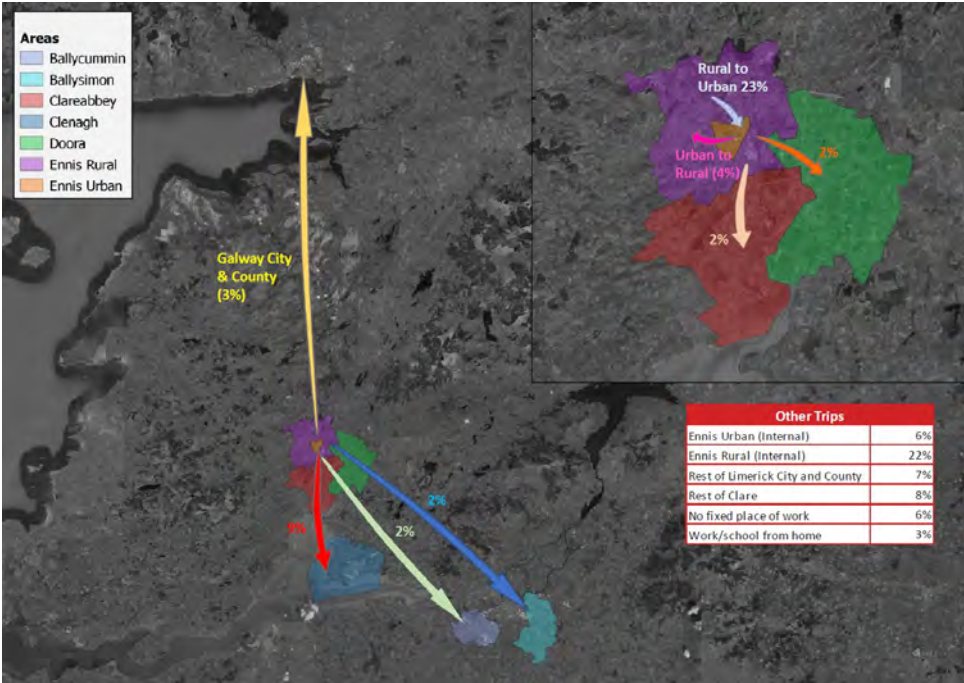 Areas
Ballycummin
Ballysimon
Clareabbey
Clenagh
Doora
Ennis Rural
Ennis Urban
Rural to
Urban 23%
Urban to
Rural (4%)
2%
2%
Galway City
& County
(3%)
9%
2%
2%
Other Trips
Ennis Urban (Internal) 6%
Ennis Rural (Internal) 22%
Rest of Limerick City and County 7%
Rest of Clare 8%
No fixed place of work 6%
Work/school from home 3%